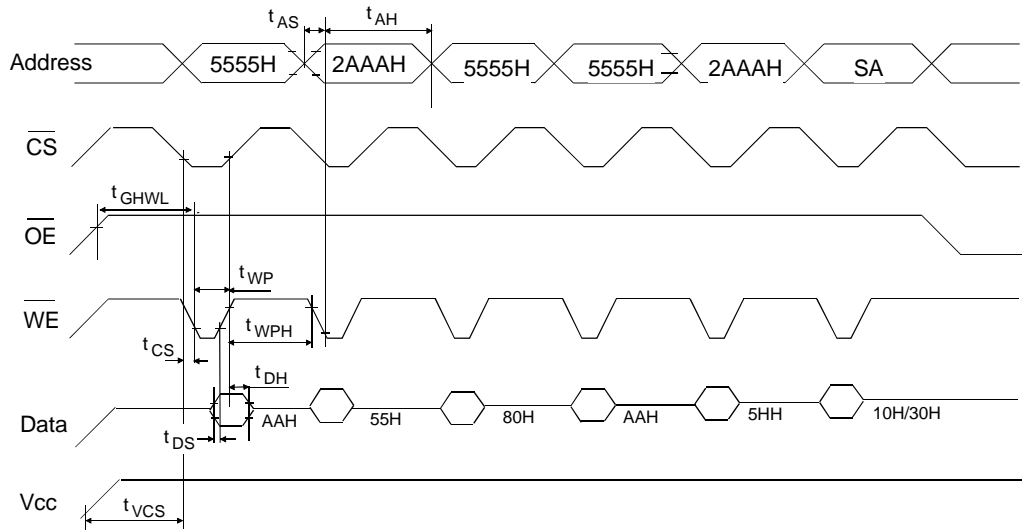 tAS tAH
Address 5555H 2AAAH 5555H 5555H 2AAAH SA
CS
tGHWL
OE
tWP
WE
tWPH
tCS
tDH
Data AAH 55H 80H AAH 5HH 10H/30H
tDS
Vcc
tVCS